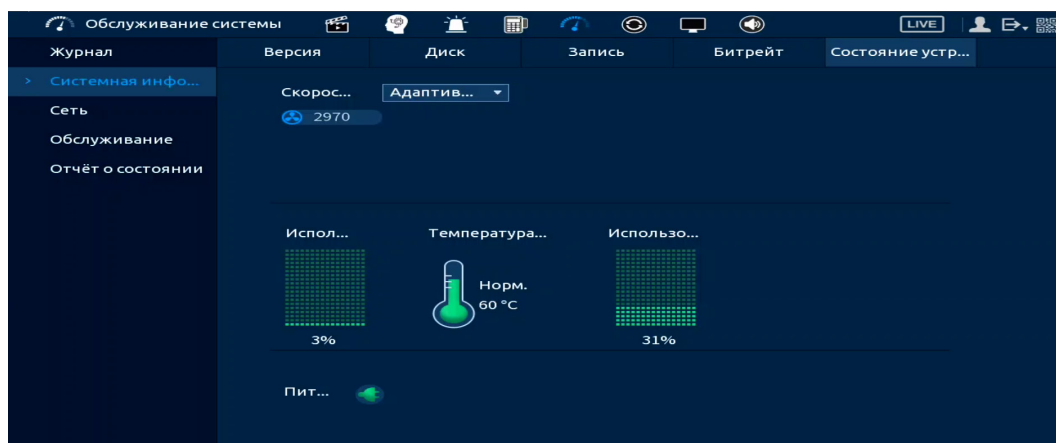 Обслуживание системы
LIVE
Журнал
Системная инфо...
Сеть
Обслуживание
Отчёт о состоянии
Версия Диск Запись Битрейт Состояние устр...
Скорос... Адаптив...
2970
Испол... Температура... Использо...
Норм.
60 °C
3% 31%
Пит...